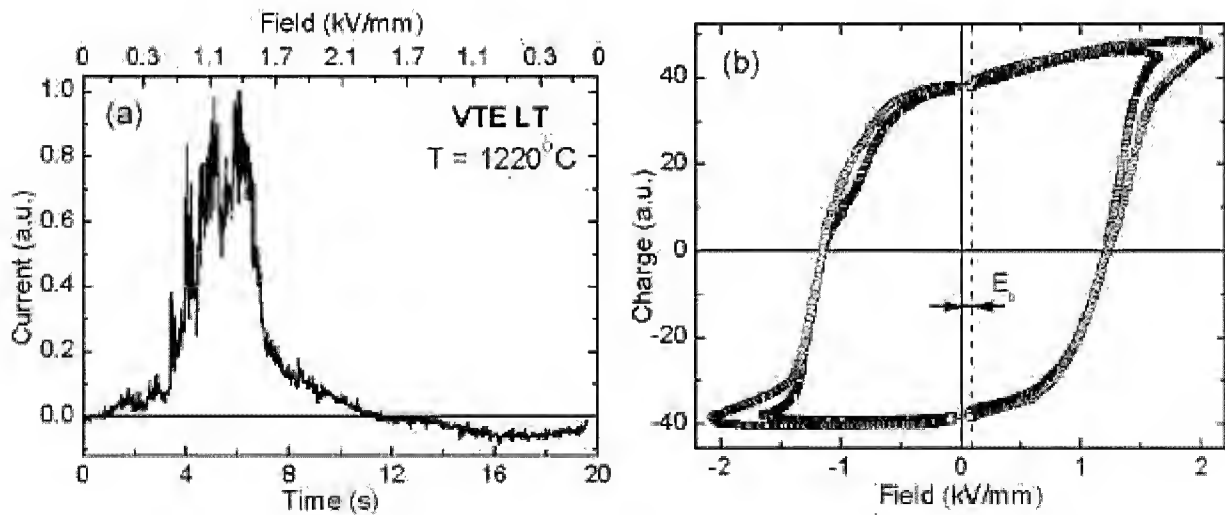 Field (kV/mm)
0 0.3 1.1 1.7 2.1 1.7 1.1 0.3 0
(a)
VTE LT
T = 1220°C
Current (a.u.)
1.0
0.8
0.6
0.4
0.2
0.0
0 4 8 12 16 20
Time (s)
(b)
Charge (a.u.)
40
20
0
-20
-40
E_b
-2 -1 0 1 2
Field (kV/mm)